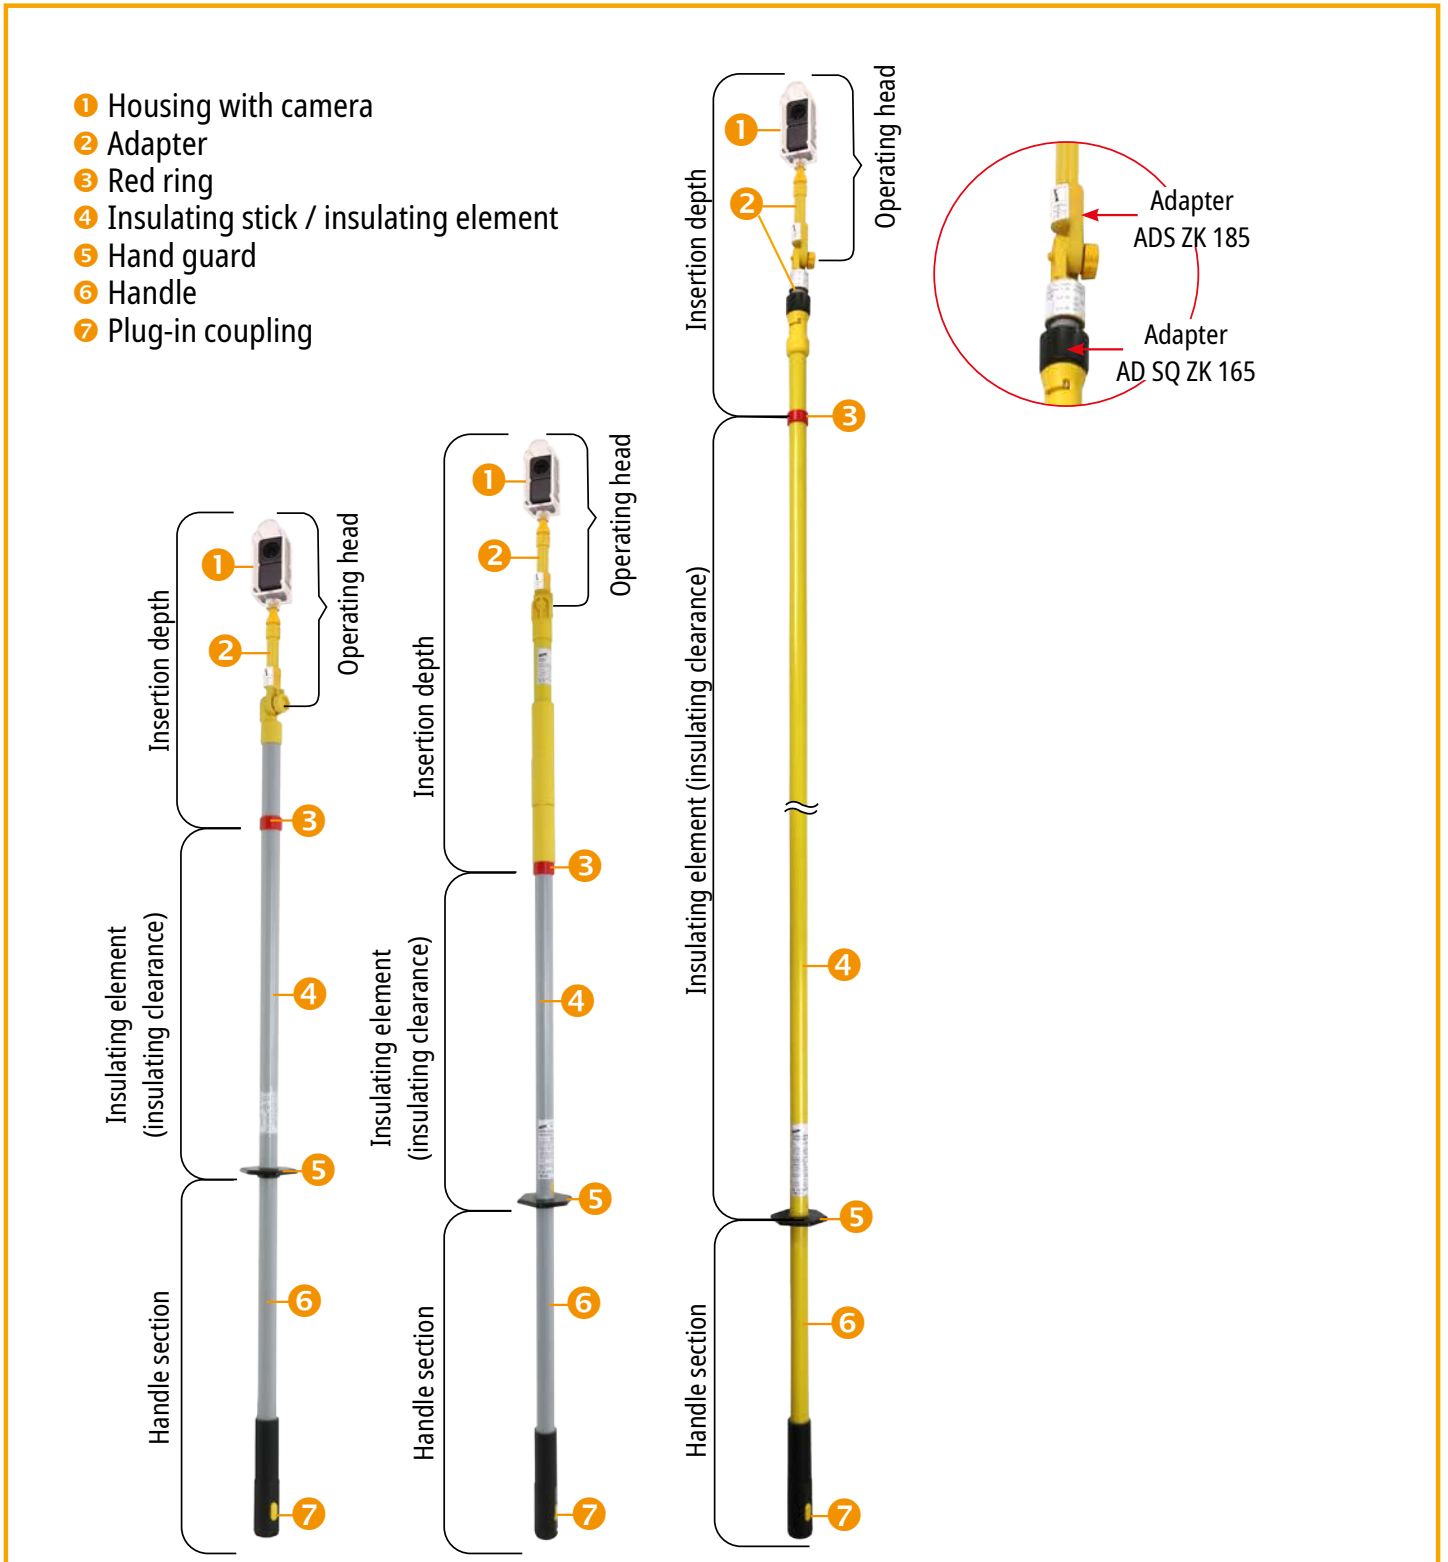 1 Housing with camera
2 Adapter
3 Red ring
4 Insulating stick / insulating element
5 Hand guard
6 Handle
7 Plug-in coupling
Insertion depth
Operating head
1
2
3
Insulating element
(insulating clearance)
4
5
Handle section
6
7
Insertion depth
Operating head
1
2
3
Insulating element
(insulating clearance)
4
5
Handle section
6
7
Insertion depth
Operating head
1
2
3
Insulating element (insulating clearance)
4
5
Handle section
6
7
Adapter
ADS ZK 185
Adapter
AD SQ ZK 165